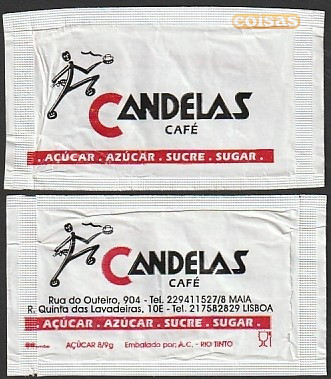 coisas
CANDELAS
CAFÉ
. AÇÚCAR . AZÚCAR . SUCRE . SUGAR .
CANDELAS
CAFÉ
Rua do Outeiro, 904 - Tel. 229411527/8 MAIA
R. Quinta das Lavadeiras, 10E - Tel. 217582829 LISBOA
. AÇÚCAR . AZÚCAR . SUCRE . SUGAR .
AÇÚCAR 8/9g Embalado por: A.C. - RIO TINTO